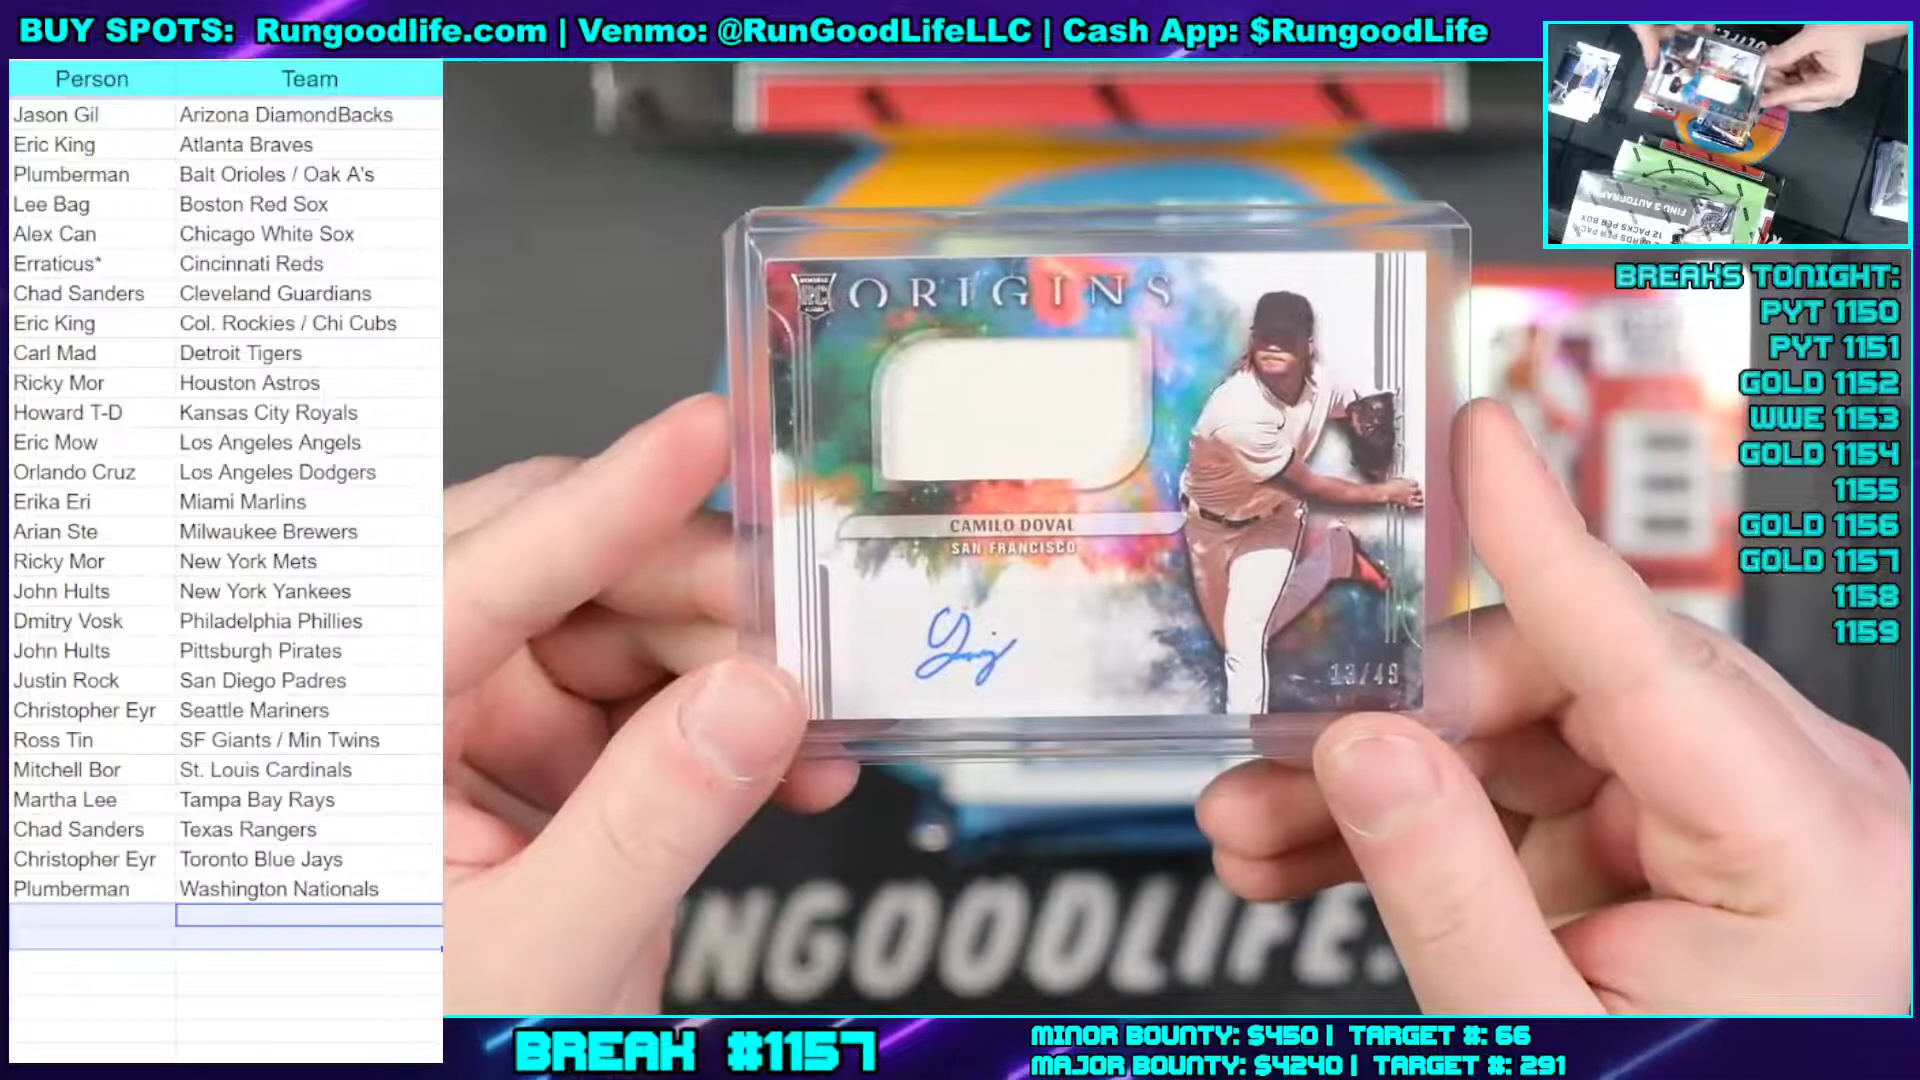 BUY SPOTS: Rungoodlife.com | Venmo: @RunGoodLifeLLC | Cash App: $RungoodLife
Person Team
Jason Gil Arizona DiamondBacks
Eric King Atlanta Braves
Plumberman Balt Orioles / Oak A's
Lee Bag Boston Red Sox
Alex Can Chicago White Sox
Erraticus* Cincinnati Reds
Chad Sanders Cleveland Guardians
Eric King Col. Rockies / Chi Cubs
Carl Mad Detroit Tigers
Ricky Mor Houston Astros
Howard T-D Kansas City Royals
Eric Mow Los Angeles Angels
Orlando Cruz Los Angeles Dodgers
Erika Eri Miami Marlins
Arian Ste Milwaukee Brewers
Ricky Mor New York Mets
John Hults New York Yankees
Dmitry Vosk Philadelphia Phillies
John Hults Pittsburgh Pirates
Justin Rock San Diego Padres
Christopher Eyr Seattle Mariners
Ross Tin SF Giants / Min Twins
Mitchell Bor St. Louis Cardinals
Martha Lee Tampa Bay Rays
Chad Sanders Texas Rangers
Christopher Eyr Toronto Blue Jays
Plumberman Washington Nationals
RC ORIGINS
CAMILO DOVAL
SAN FRANCISCO
13/49
NGOODLIFE.
FIND 3 AUTOGRAP
12 PACKS PER BOX
BREAKS TONIGHT:
PYT 1150
PYT 1151
GOLD 1152
WWE 1153
GOLD 1154
1155
GOLD 1156
GOLD 1157
1158
1159
BREAK #1157
MINOR BOUNTY: $450 | TARGET #: 66
MAJOR BOUNTY: $4240 | TARGET #: 291